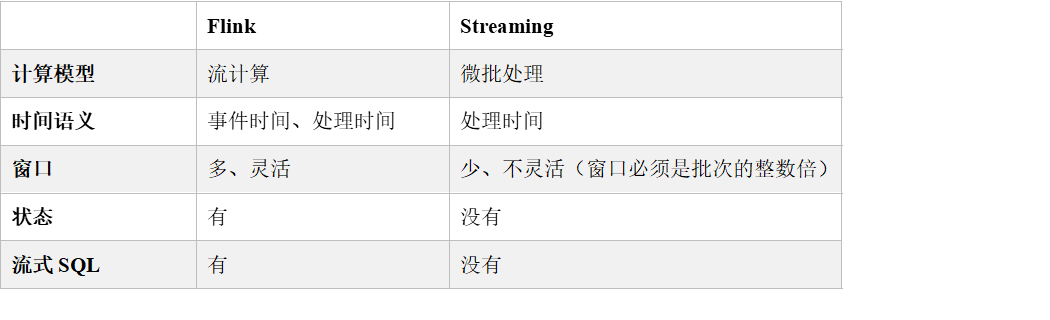 Flink Streaming
计算模型 流计算 微批处理
时间语义 事件时间、处理时间 处理时间
窗口 多、灵活 少、不灵活（窗口必须是批次的整数倍）
状态 有 没有
流式 SQL 有 没有